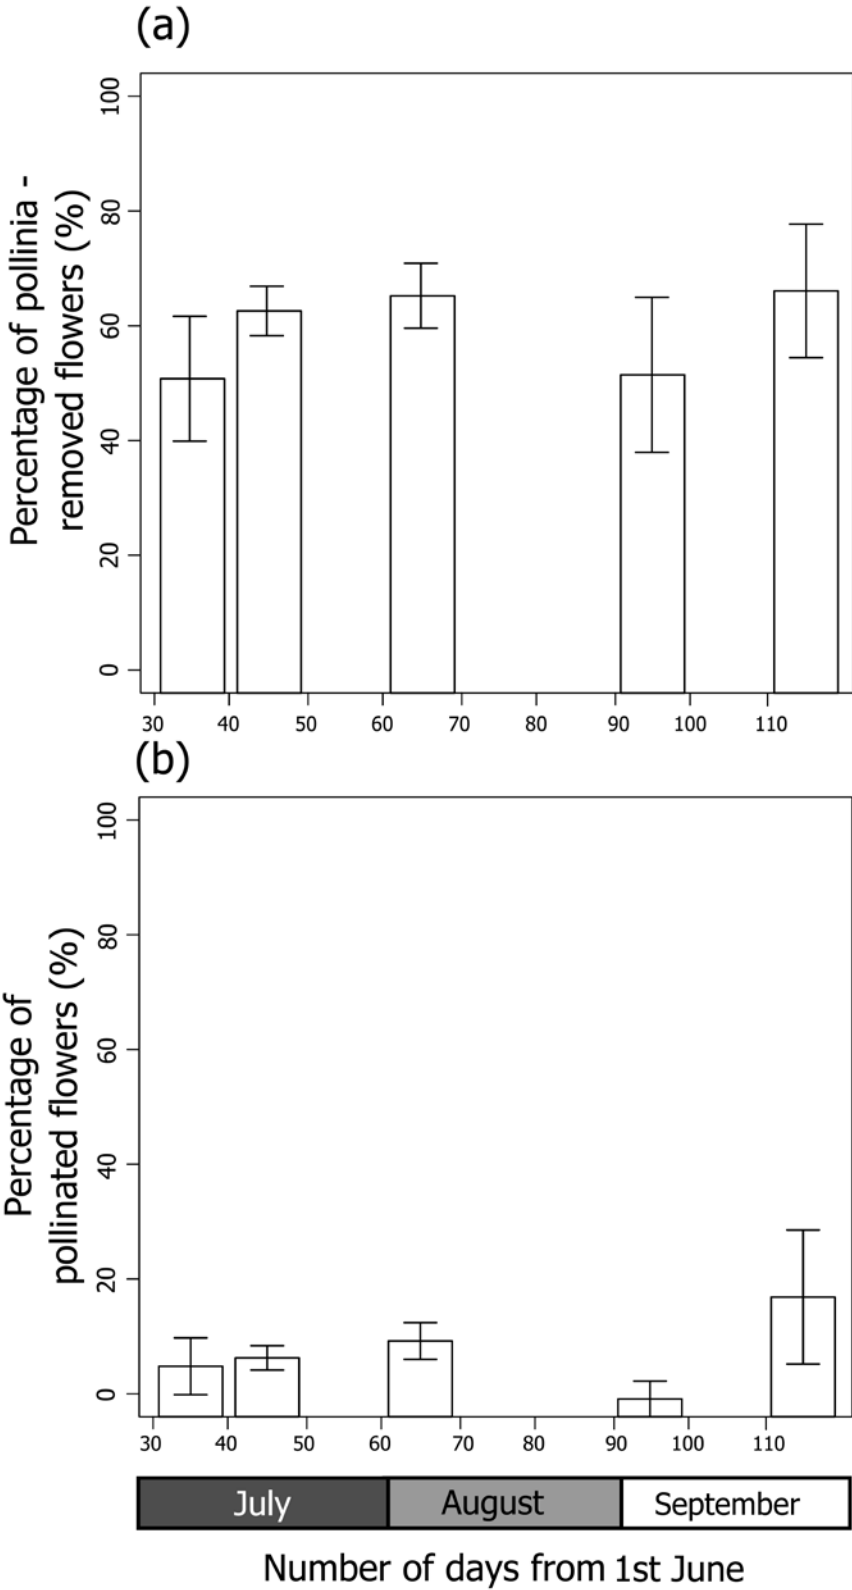 (a)
Percentage of pollinia -
removed flowers (%)
100
80
60
40
20
0
30 40 50 60 70 80 90 100 110
(b)
Percentage of
pollinated flowers (%)
100
80
60
40
20
0
30 40 50 60 70 80 90 100 110
July August September
Number of days from 1st June